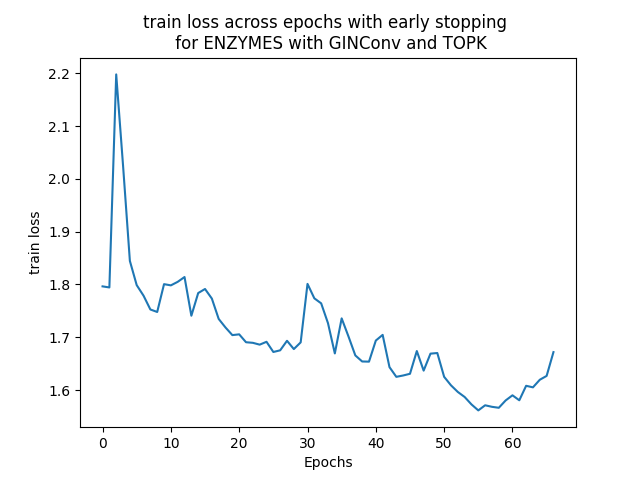 train loss across epochs with early stopping
for ENZYMES with GINConv and TOPK
2.2
2.1
2.0
1.9
1.8
1.7
1.6
train loss
0 10 20 30 40 50 60
Epochs